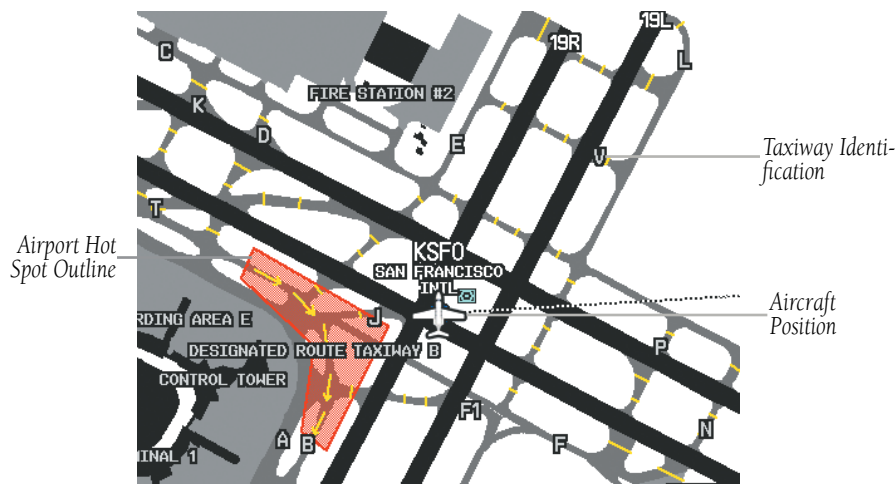 19L
19R
C
L
FIRE STATION #2
K
D
E
V
Taxiway Identi-
fication
T
Airport Hot
Spot Outline
KSFO
SAN FRANCISCO
INTL
Aircraft
Position
RDING AREA E
J
DESIGNATED ROUTE TAXIWAY B
P
CONTROL TOWER
F1
N
A
B
F
MINAL 1